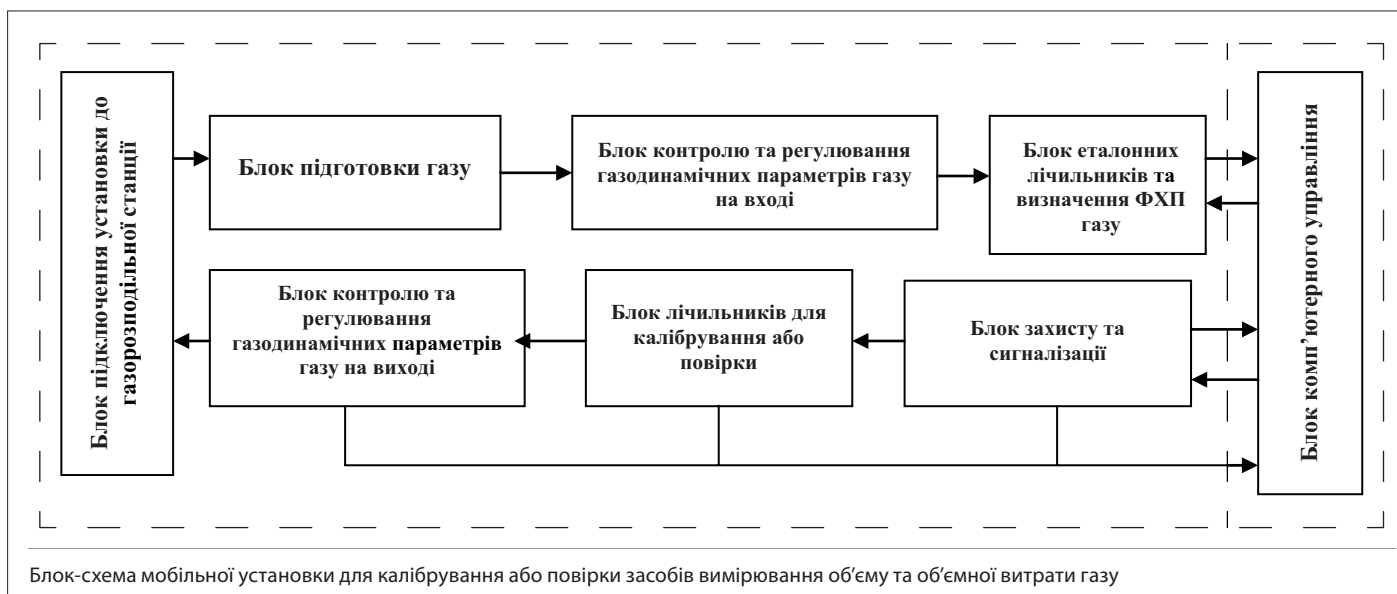 Блок підключення установки до
газорозподільної станції
Блок підготовки газу
Блок контролю та регулювання
газодинамічних параметрів газу
на вході
Блок еталонних
лічильників та
визначення ФХП
газу
Блок контролю та
регулювання
газодинамічних параметрів
газу на виході
Блок лічильників для
калібрування або
повірки
Блок захисту та
сигналізації
Блок комп’ютерного управління
Блок-схема мобільної установки для калібрування або повірки засобів вимірювання об’єму та об’ємної витрати газу